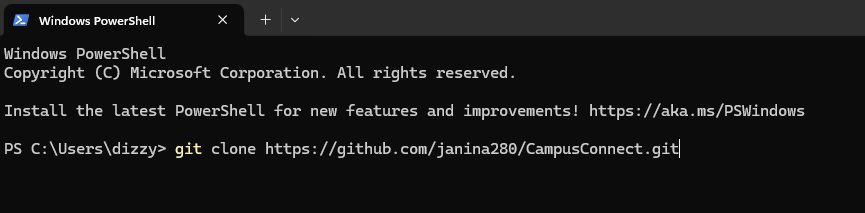 Windows PowerShell
Windows PowerShell
Copyright (C) Microsoft Corporation. All rights reserved.
Install the latest PowerShell for new features and improvements! https://aka.ms/PSWindows
PS C:\Users\dizzy> git clone https://github.com/janina280/CampusConnect.git